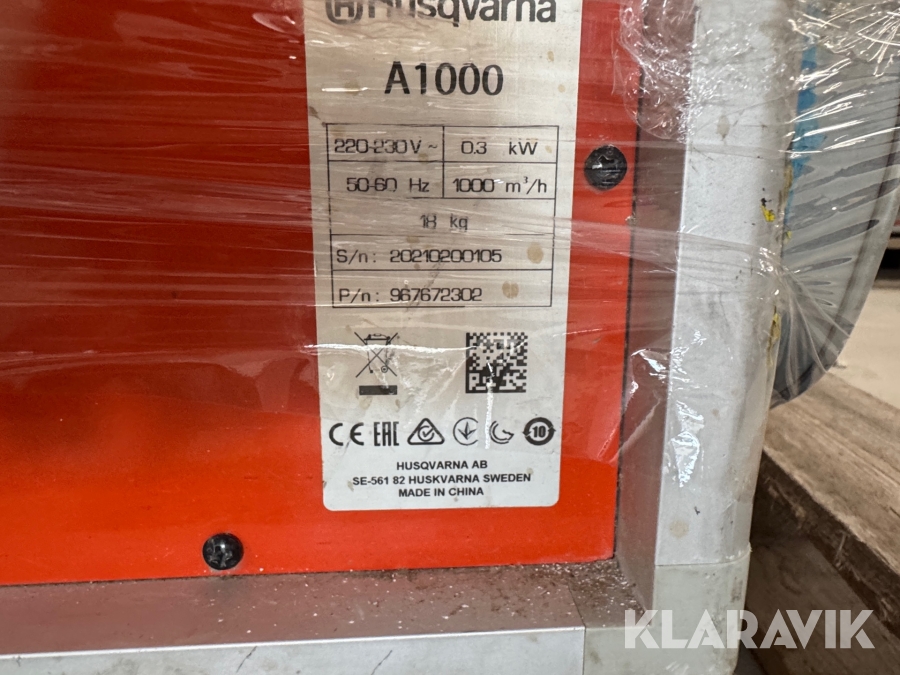 Husqvarna
A1000
220-230V ~ 0.3 kW
50-60 Hz 1000 m³/h
18 kg
S/n: 20210200105
P/n: 967672302
CE EAC 10
HUSQVARNA AB
SE-561 82 HUSKVARNA SWEDEN
MADE IN CHINA
KLARAVIK